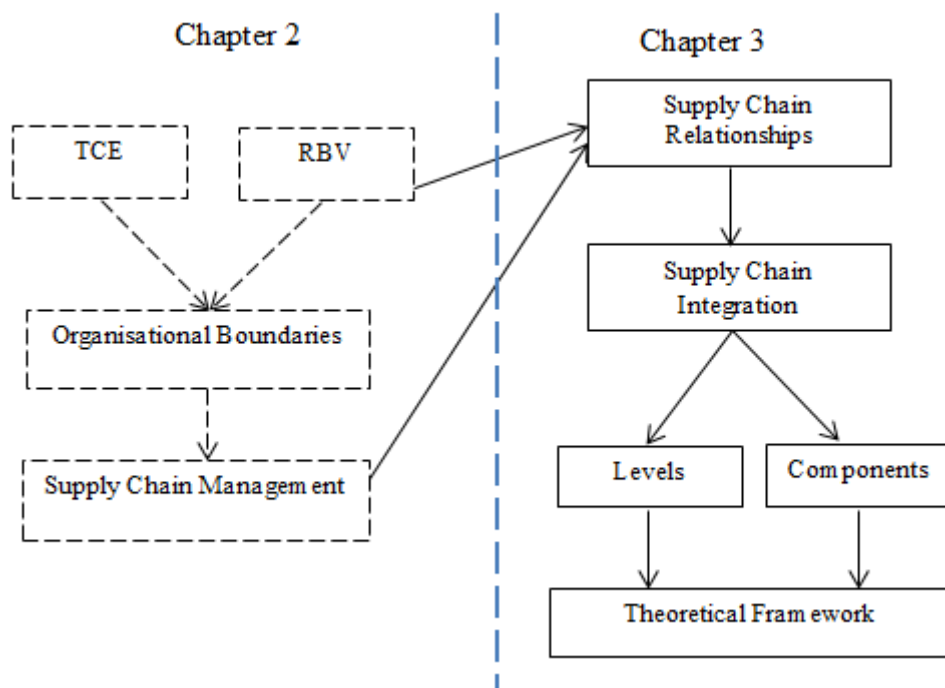 Chapter 2
TCE
RBV
Organisational Boundaries
Supply Chain Management
Chapter 3
Supply Chain
Relationships
Supply Chain
Integration
Levels
Components
Theoretical Framework